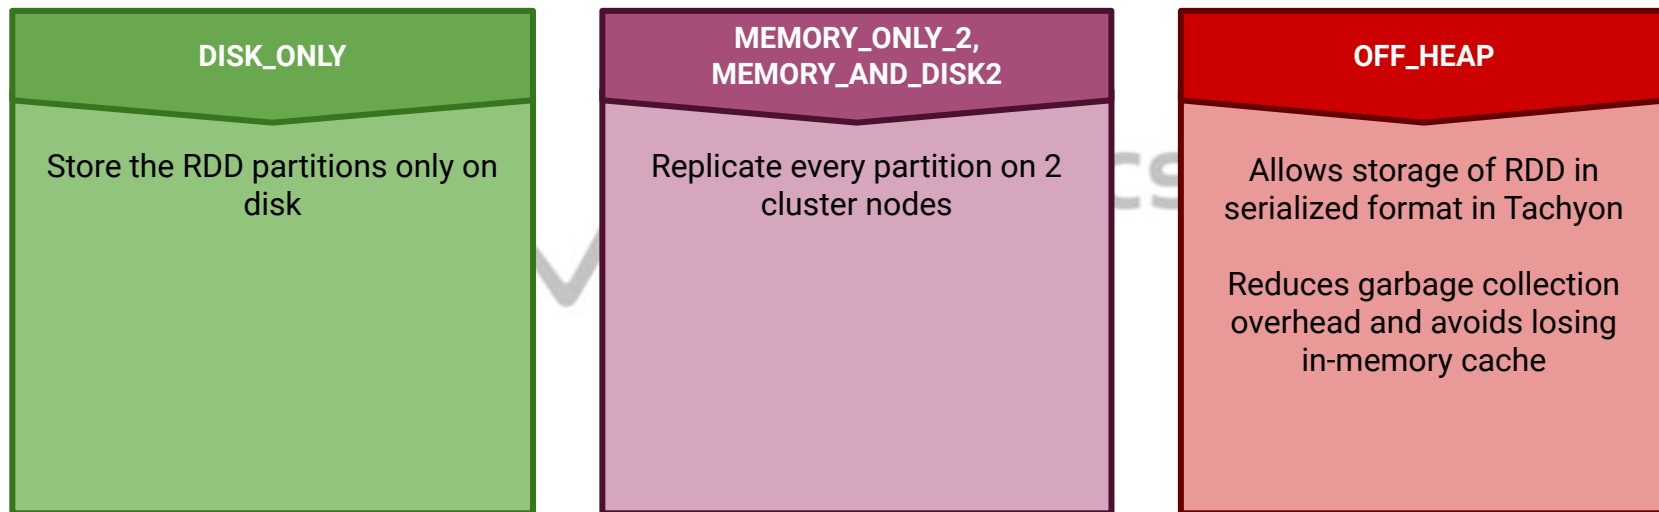 DISK_ONLY
Store the RDD partitions only on
disk
MEMORY_ONLY_2,
MEMORY_AND_DISK2
Replicate every partition on 2
cluster nodes
OFF_HEAP
Allows storage of RDD in
serialized format in Tachyon
Reduces garbage collection
overhead and avoids losing
in-memory cache